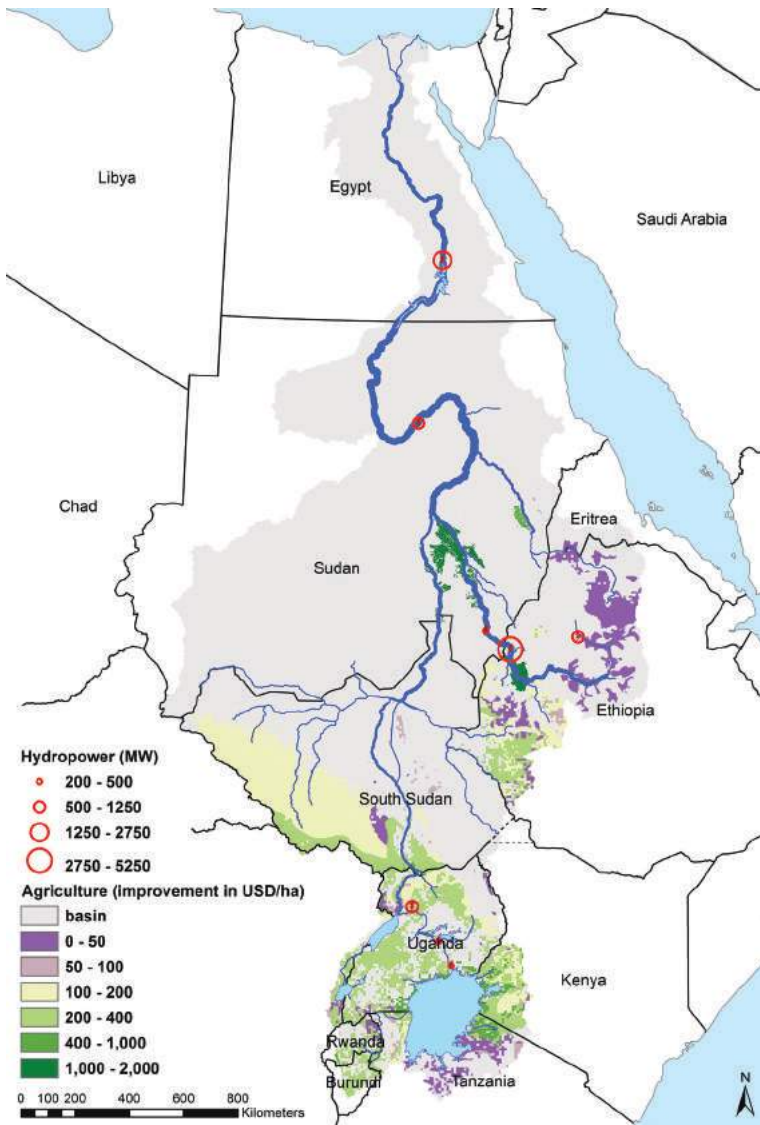 Libya
Egypt
Saudi Arabia
Chad
Sudan
Eritrea
Ethiopia
South Sudan
Hydropower (MW)
200 - 500
500 - 1250
1250 - 2750
2750 - 5250
Agriculture (improvement in USD/ha)
basin
0 - 50
50 - 100
100 - 200
200 - 400
400 - 1,000
1,000 - 2,000
Uganda
Kenya
Rwanda
Burundi
Tanzania
0 100 200 400 600 800
Kilometers
N